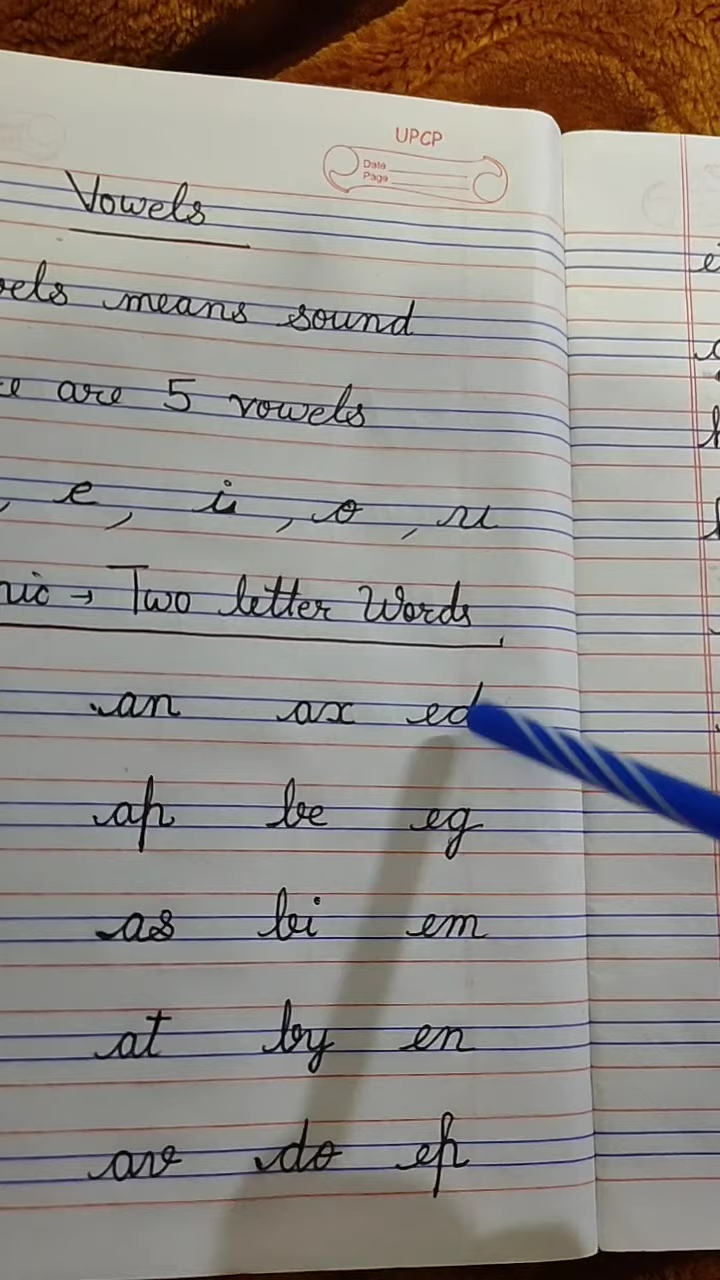 UPCP
Date
Page
Vowels
means sound
are 5 vowels
, e, i, o, u
→ Two letter Words
an ax ed
ap be eg
as bi em
at by en
av do ep